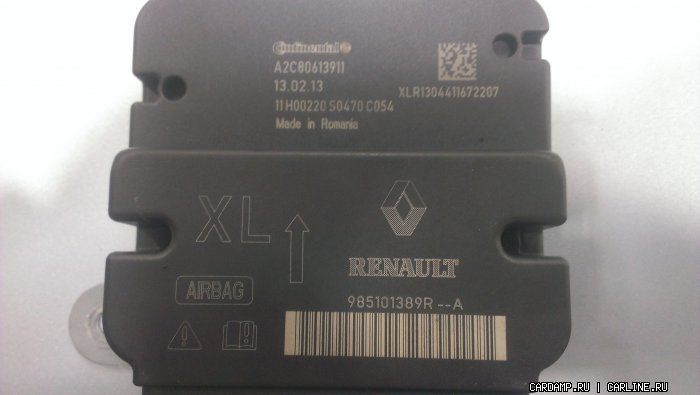 Continental
A2C80613911
13.02.13
XLR1304411672207
11H00220 S0470 C054
Made in Romania
XL
RENAULT
AIRBAG
985101389R--A
CARDAMP.RU | CARLINE.RU